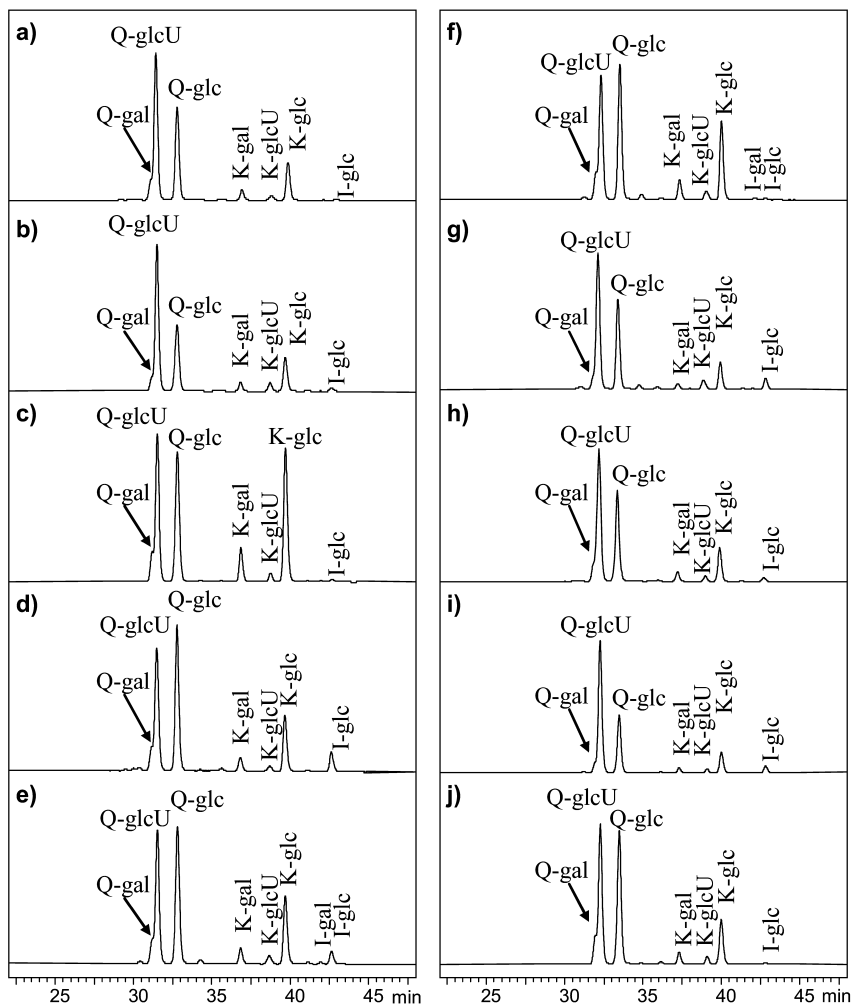 a)
Q-glcU
Q-glc
Q-gal
K-gal
K-glcU
K-glc
I-glc
b)
Q-glcU
Q-glc
Q-gal
K-gal
K-glcU
K-glc
I-glc
c)
Q-glcU
Q-glc
Q-gal
K-gal
K-glcU
K-glc
I-glc
d)
Q-glcU
Q-glc
Q-gal
K-gal
K-glcU
K-glc
I-glc
e)
Q-glcU
Q-glc
Q-gal
K-gal
K-glcU
K-glc
I-gal
I-glc
25 30 35 40 45 min
f)
Q-glcU
Q-glc
Q-gal
K-gal
K-glcU
K-glc
I-gal
I-glc
g)
Q-glcU
Q-glc
Q-gal
K-gal
K-glcU
K-glc
I-glc
h)
Q-glcU
Q-glc
Q-gal
K-gal
K-glcU
K-glc
I-glc
i)
Q-glcU
Q-glc
Q-gal
K-gal
K-glcU
K-glc
I-glc
j)
Q-glcU
Q-glc
Q-gal
K-gal
K-glcU
K-glc
I-glc
25 30 35 40 45 min